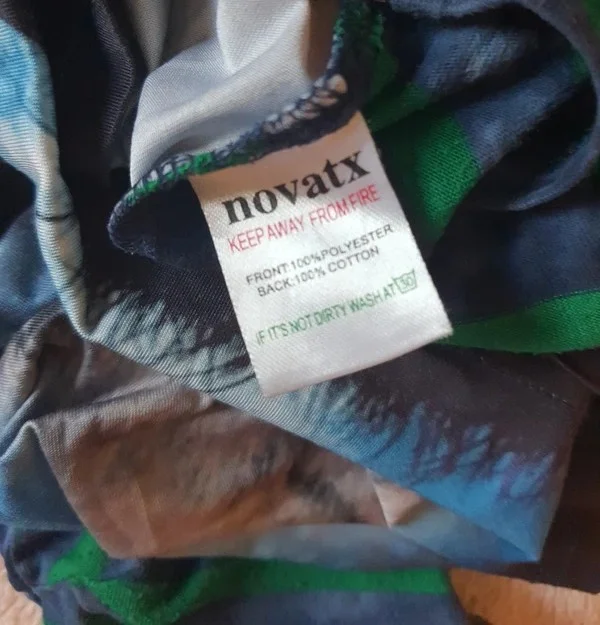 novatx
KEEP AWAY FROM FIRE
FRONT:100%POLYESTER
BACK:100% COTTON
IF IT'S NOT DIRTY WASH AT 30